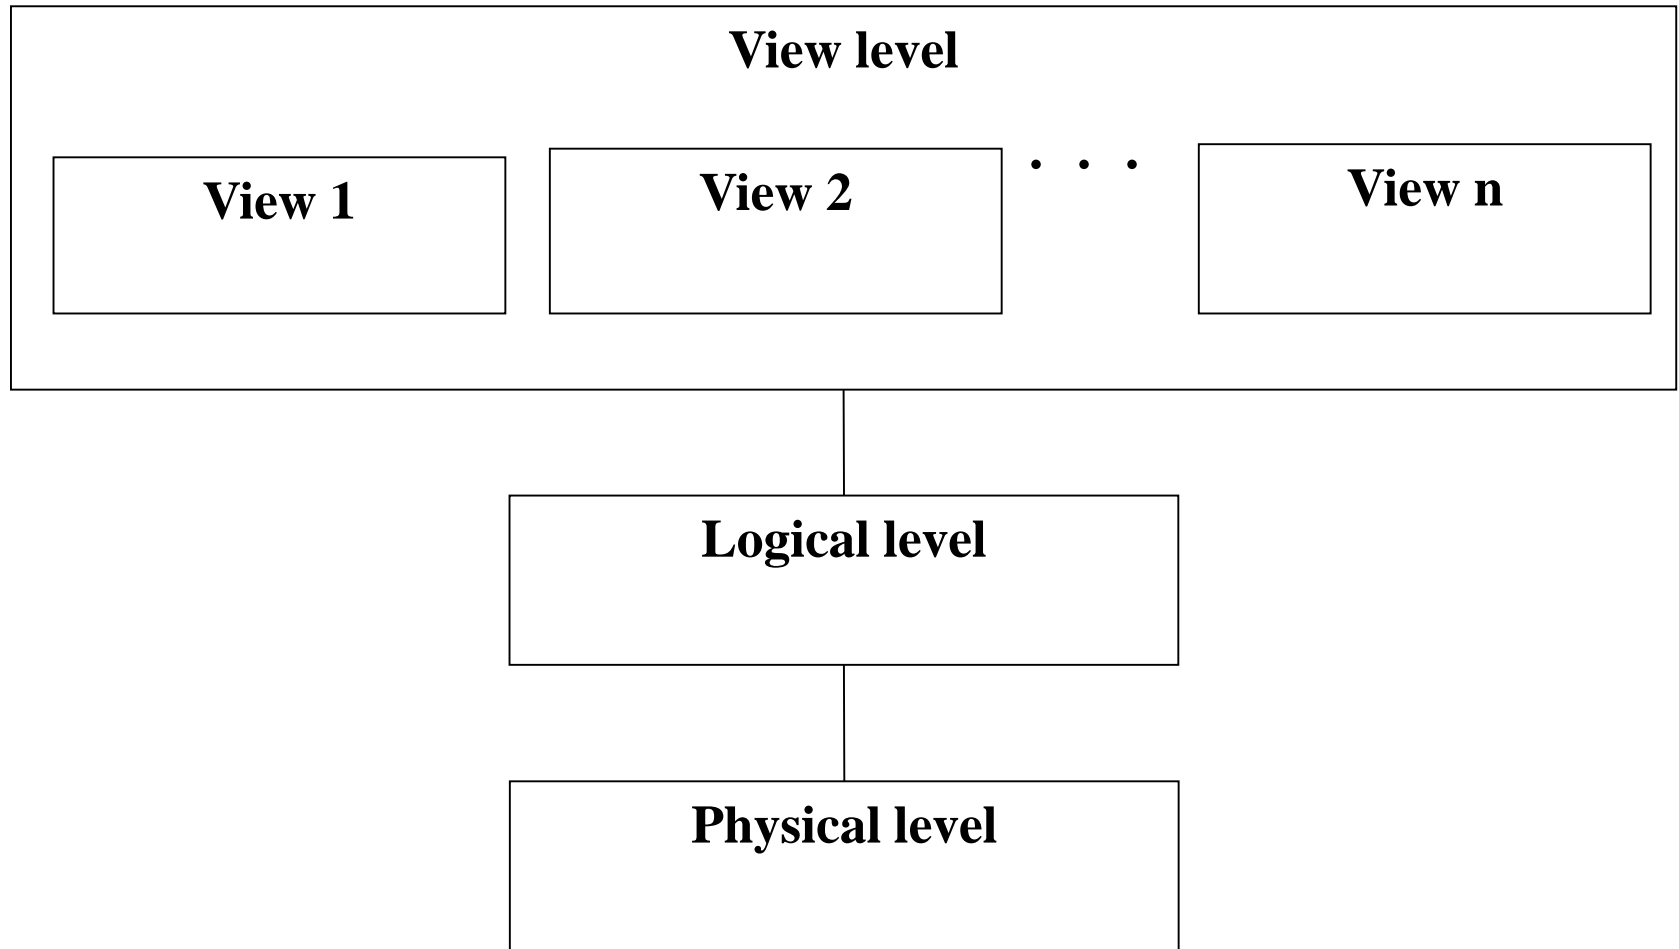 View level
View 1
View 2
. . .
View n
Logical level
Physical level